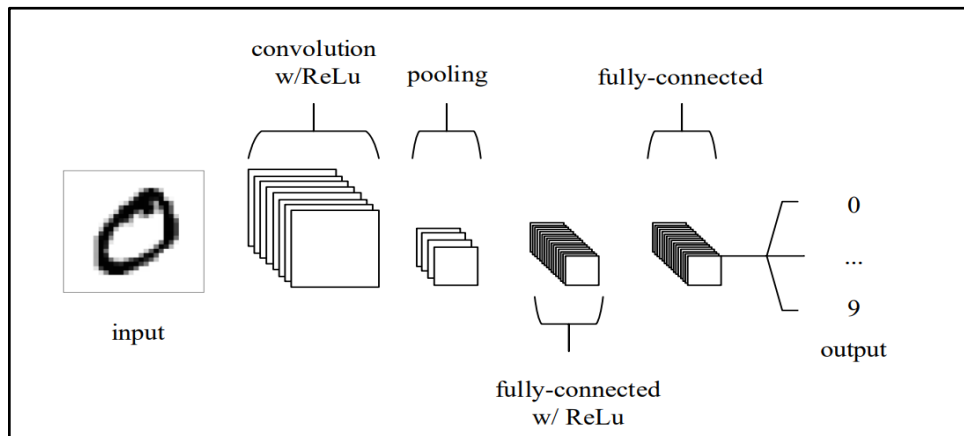 convolution
w/ReLu
pooling
fully-connected
input
0
...
9
output
fully-connected
w/ ReLu